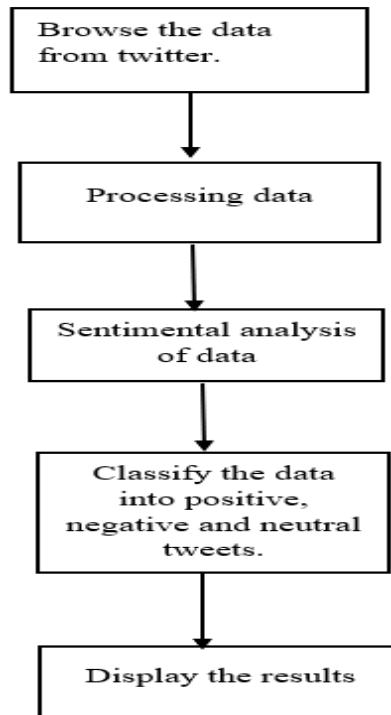 Browse the data
from twitter.
Processing data
Sentimental analysis
of data
Classify the data
into positive,
negative and neutral
tweets.
Display the results